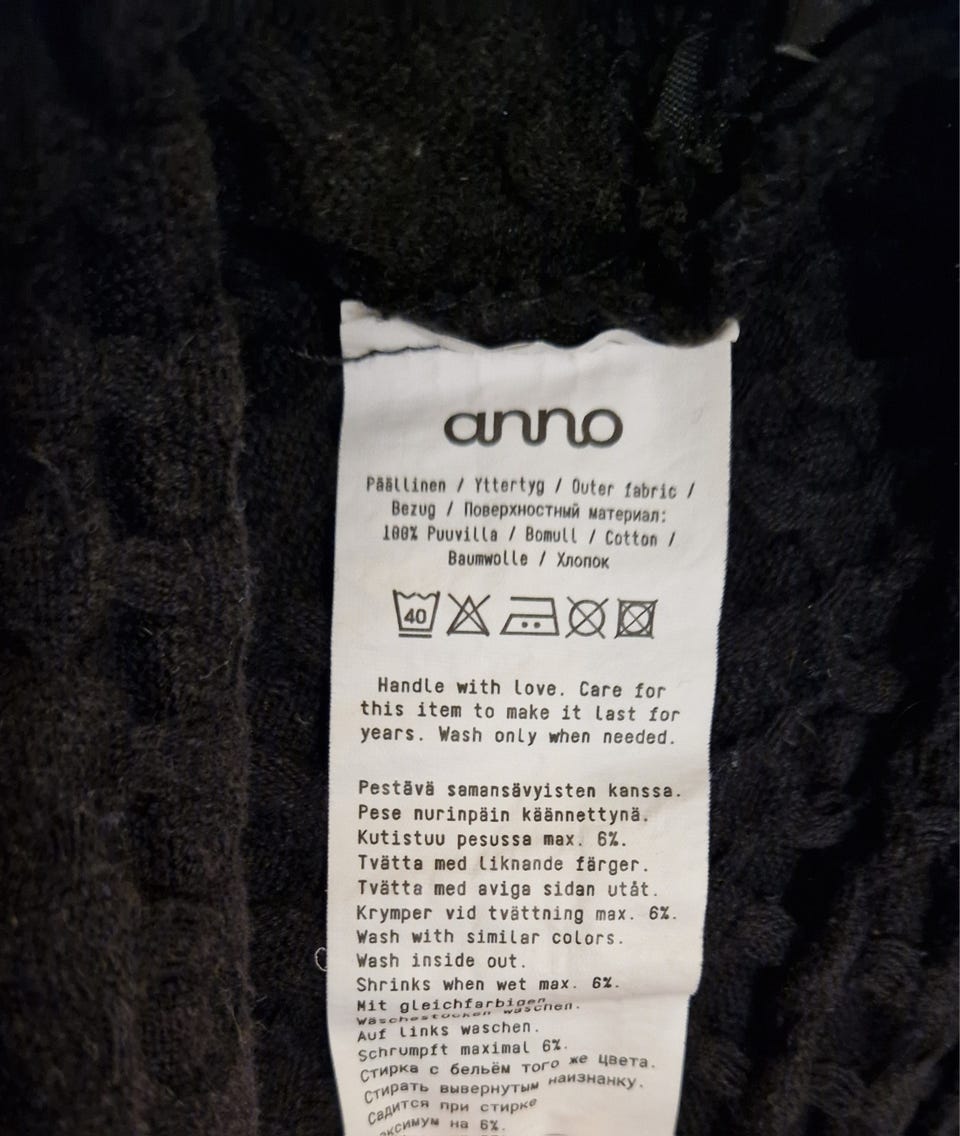 anno
Päällinen / Yttertyg / Outer fabric /
Bezug / Поверхностный материал:
100% Puuvilla / Bomull / Cotton /
Baumwolle / Хлопок
40
Handle with love. Care for
this item to make it last for
years. Wash only when needed.
Pestävä samansävyisten kanssa.
Pese nurinpäin käännettynä.
Kutistuu pesussa max. 6%.
Tvätta med liknande färger.
Tvätta med aviga sidan utåt.
Krymper vid tvättning max. 6%.
Wash with similar colors.
Wash inside out.
Shrinks when wet max. 6%.
Mit gleichfarbigen
Wäschestücken waschen.
Auf links waschen.
Schrumpft maximal 6%.
Стирка с бельём того же цвета.
Стирать вывернутым наизнанку.
Садится при стирке
на 6%.